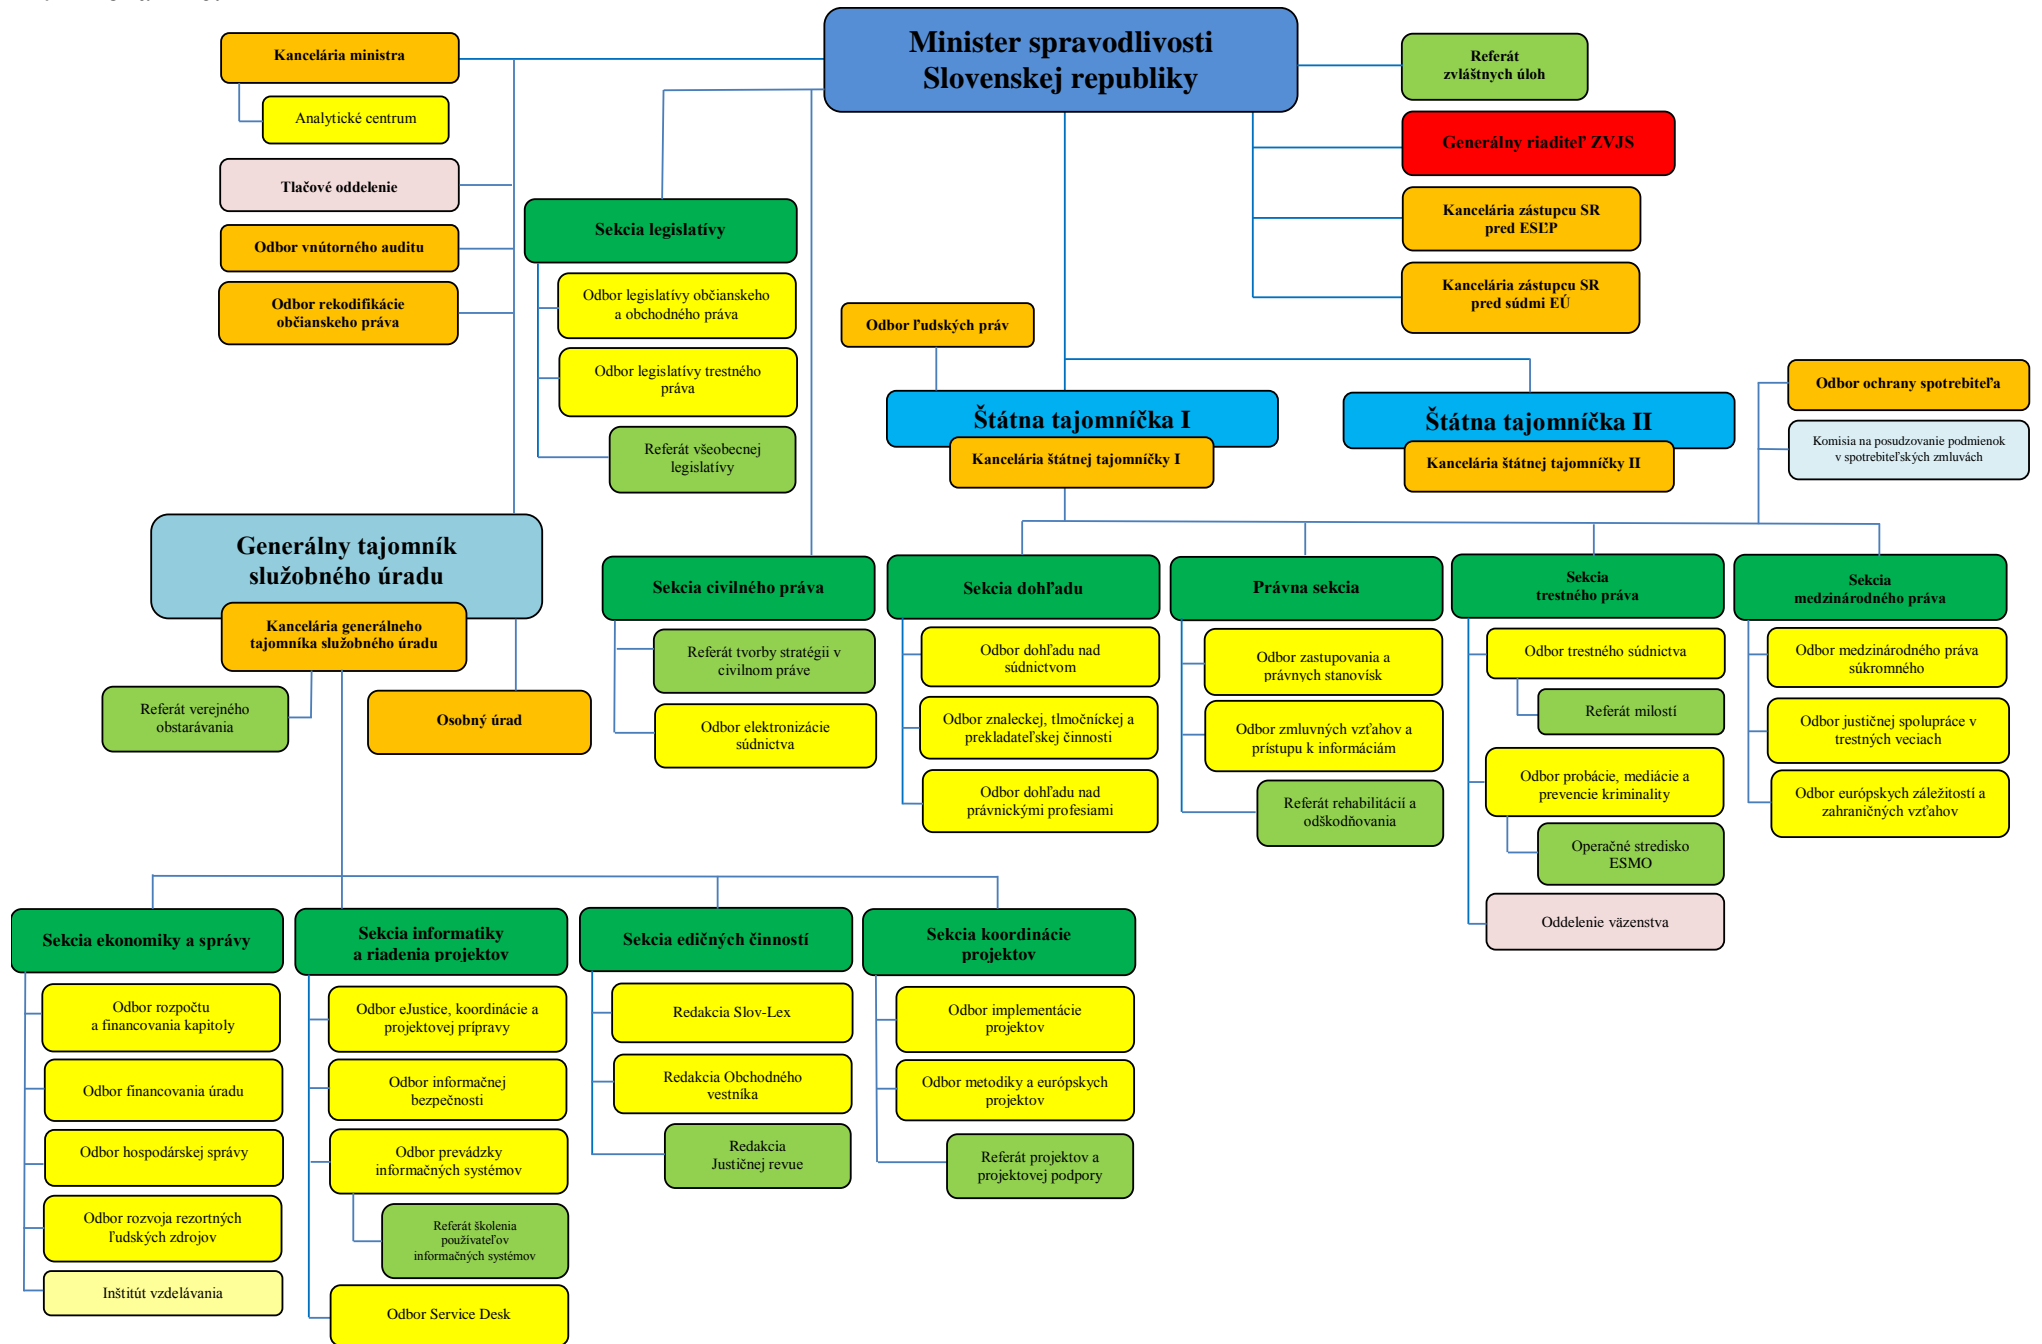 Minister spravodlivosti
Slovenskej republiky
Kancelária ministra
Analytické centrum
Tlačové oddelenie
Odbor vnútorného auditu
Odbor rekodifikácie
občianskeho práva
Referát
zvláštnych úloh
Generálny riaditeľ ZVJS
Kancelária zástupcu SR
pred ESĽP
Kancelária zástupcu SR
pred súdmi EÚ
Sekcia legislatívy
Odbor legislatívy občianskeho
a obchodného práva
Odbor legislatívy trestného
práva
Referát všeobecnej
legislatívy
Odbor ľudských práv
Štátna tajomníčka I
Kancelária štátnej tajomníčky I
Štátna tajomníčka II
Kancelária štátnej tajomníčky II
Odbor ochrany spotrebiteľa
Komisia na posudzovanie podmienok
v spotrebiteľských zmluvách
Generálny tajomník
služobného úradu
Kancelária generálneho
tajomníka služobného úradu
Referát verejného
obstarávania
Osobný úrad
Sekcia civilného práva
Referát tvorby stratégií v
civilnom práve
Odbor elektronizácie
súdnictva
Sekcia dohľadu
Odbor dohľadu nad
súdnictvom
Odbor znaleckej, tlmočníckej a
prekladateľskej činnosti
Odbor dohľadu nad
právnickými profesiami
Právna sekcia
Odbor zastupovania a
právnych stanovísk
Odbor zmluvných vzťahov a
prístupu k informáciám
Referát rehabilitácií a
odškodňovania
Sekcia
trestného práva
Odbor trestného súdnictva
Referát milostí
Odbor probácie, mediácie a
prevencie kriminality
Operačné stredisko
ESMO
Oddelenie väzenstva
Sekcia
medzinárodného práva
Odbor medzinárodného práva
súkromného
Odbor justičnej spolupráce v
trestných veciach
Odbor európskych záležitostí a
zahraničných vzťahov
Sekcia ekonomiky a správy
Odbor rozpočtu
a financovania kapitoly
Odbor financovania úradu
Odbor hospodárskej správy
Odbor rozvoja rezortných
ľudských zdrojov
Inštitút vzdelávania
Sekcia informatiky
a riadenia projektov
Odbor eJustice, koordinácie a
projektovej prípravy
Odbor informačnej
bezpečnosti
Odbor prevádzky
informačných systémov
Referát školenia
používateľov
informačných systémov
Odbor Service Desk
Sekcia edičných činností
Redakcia Slov-Lex
Redakcia Obchodného
vestníka
Redakcia
Justičnej revue
Sekcia koordinácie
projektov
Odbor implementácie
projektov
Odbor metodiky a európskych
projektov
Referát projektov a
projektovej podpory